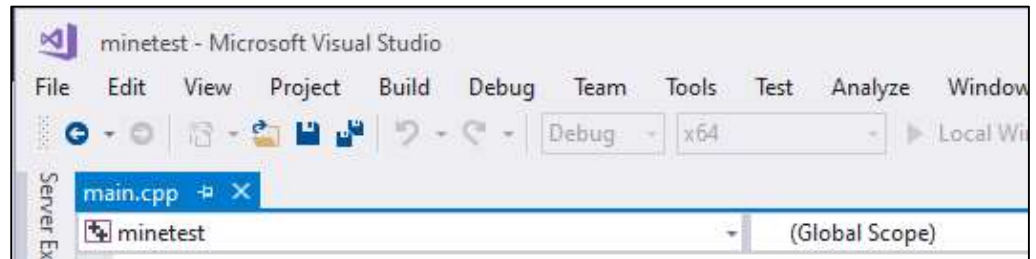 minetest - Microsoft Visual Studio
File Edit View Project Build Debug Team Tools Test Analyze Window
Debug x64 Local Wi
Server Ex
main.cpp
minetest (Global Scope)